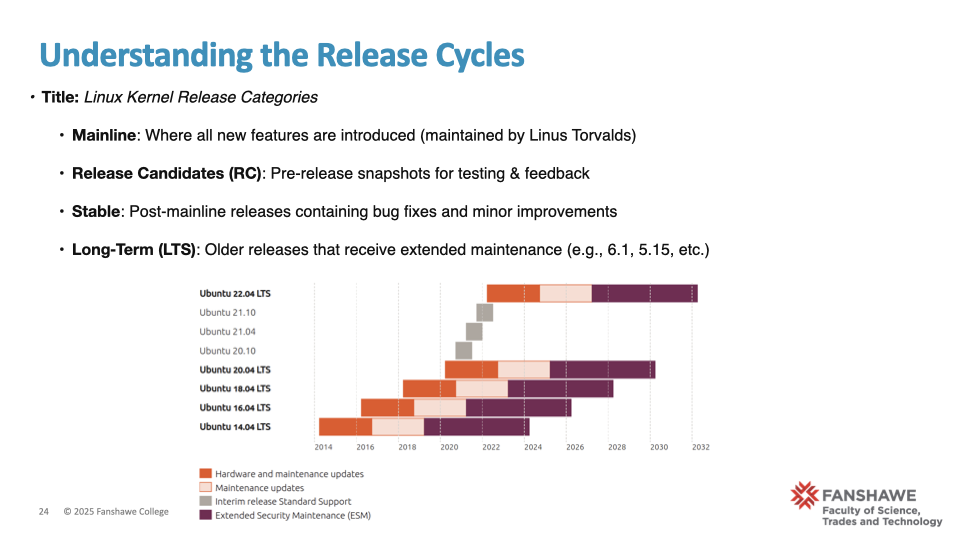 Understanding the Release Cycles
• Title: Linux Kernel Release Categories
• Mainline: Where all new features are introduced (maintained by Linus Torvalds)
• Release Candidates (RC): Pre-release snapshots for testing & feedback
• Stable: Post-mainline releases containing bug fixes and minor improvements
• Long-Term (LTS): Older releases that receive extended maintenance (e.g., 6.1, 5.15, etc.)
Ubuntu 22.04 LTS
Ubuntu 21.10
Ubuntu 21.04
Ubuntu 20.10
Ubuntu 20.04 LTS
Ubuntu 18.04 LTS
Ubuntu 16.04 LTS
Ubuntu 14.04 LTS
2014 2016 2018 2020 2022 2024 2026 2028 2030 2032
Hardware and maintenance updates
Maintenance updates
Interim release Standard Support
Extended Security Maintenance (ESM)
24 © 2025 Fanshawe College
FANSHAWE
Faculty of Science,
Trades and Technology